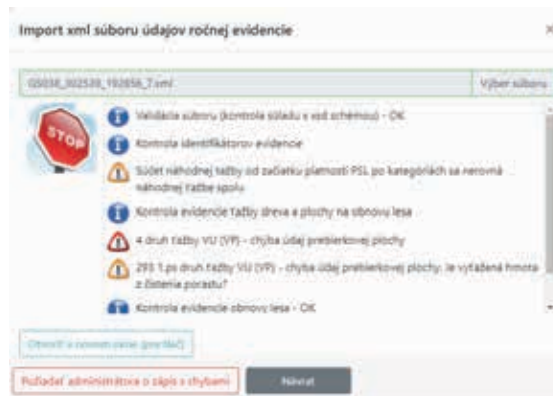 Import xml súboru údajov ročnej evidencie
Výber súboru
STOP
Validácia súboru (kontrola súladu s xsd schémou) - OK
Kontrola identifikátorov evidencie
Súčet náhodnej ťažby od začiatku platnosti PSL po kategóriách sa nerovná
náhodnej ťažbe spolu
Kontrola evidencie ťažby dreva a plochy na obnovu lesa
4 druh ťažby VU (VP) - chýba údaj prebierkovej plochy
293 1.ps druh ťažby VU (VP) - chýba údaj prebierkovej plochy. Je vyťažená hmota
z čistenia porastu?
Kontrola evidencie obnovy lesa - OK
Otvoriť v novom okne
Požiadať administrátora o zápis s chybami
Návrat